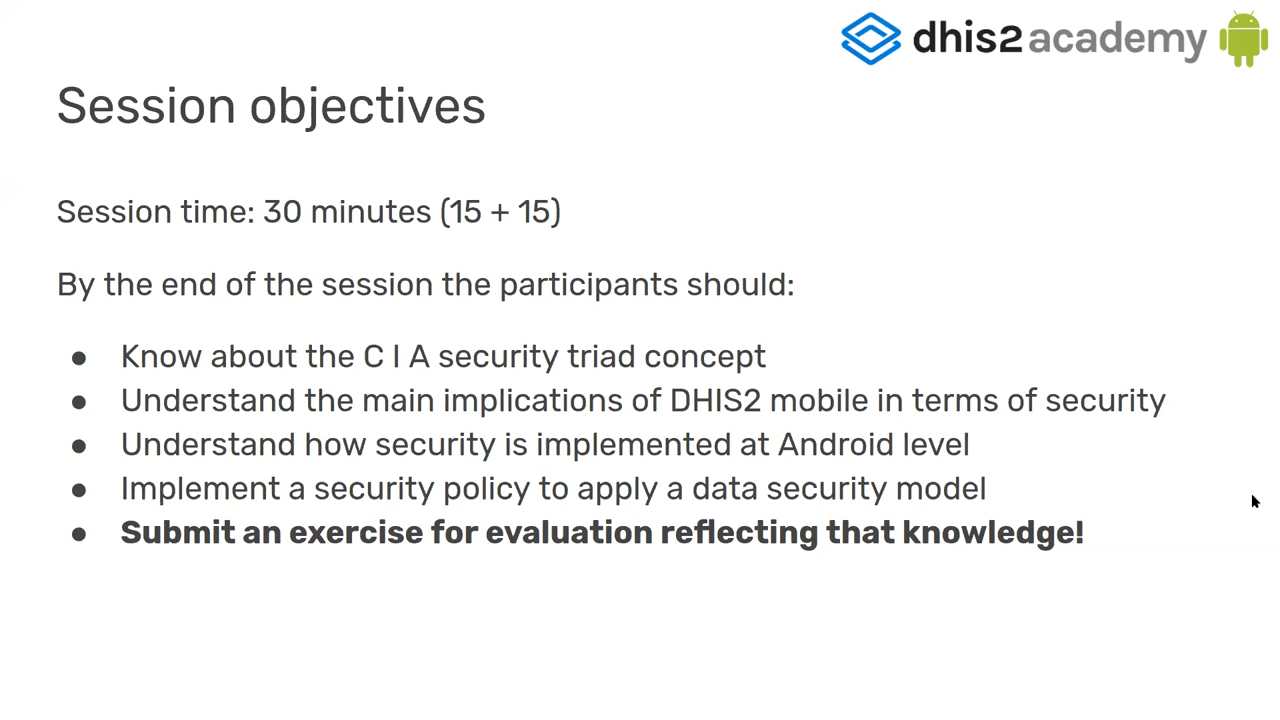 dhis2 academy
Session objectives
Session time: 30 minutes (15 + 15)
By the end of the session the participants should:
● Know about the C I A security triad concept
● Understand the main implications of DHIS2 mobile in terms of security
● Understand how security is implemented at Android level
● Implement a security policy to apply a data security model
● Submit an exercise for evaluation reflecting that knowledge!